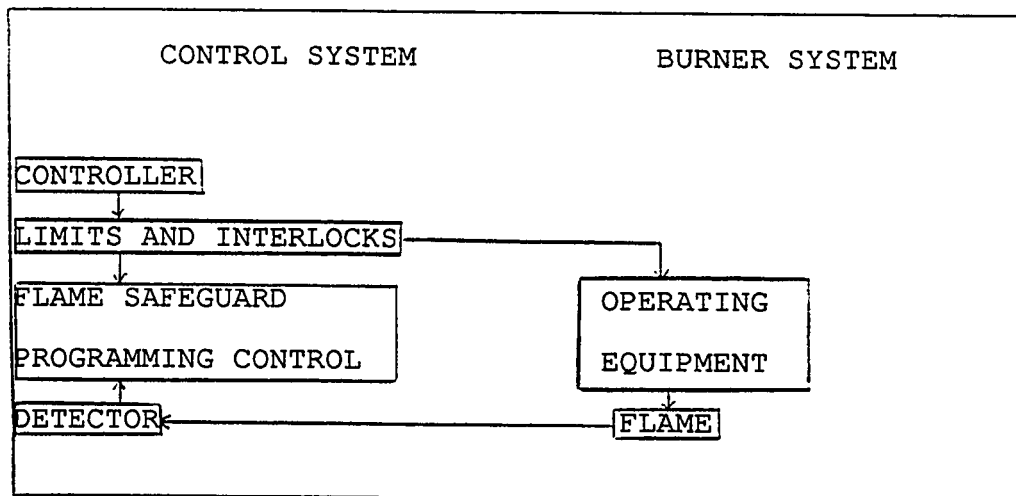 CONTROL SYSTEM
BURNER SYSTEM
CONTROLLER
LIMITS AND INTERLOCKS
FLAME SAFEGUARD
PROGRAMMING CONTROL
OPERATING
EQUIPMENT
DETECTOR
FLAME